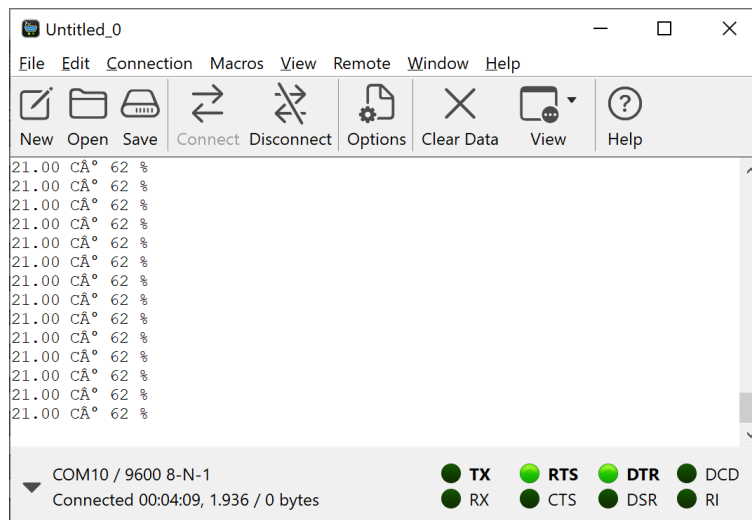 Untitled_0
File Edit Connection Macros View Remote Window Help
New Open Save Connect Disconnect Options Clear Data View Help
21.00 CÂ° 62 %
21.00 CÂ° 62 %
21.00 CÂ° 62 %
21.00 CÂ° 62 %
21.00 CÂ° 62 %
21.00 CÂ° 62 %
21.00 CÂ° 62 %
21.00 CÂ° 62 %
21.00 CÂ° 62 %
21.00 CÂ° 62 %
21.00 CÂ° 62 %
21.00 CÂ° 62 %
21.00 CÂ° 62 %
21.00 CÂ° 62 %
COM10 / 9600 8-N-1 TX RTS DTR DCD
Connected 00:04:09, 1.936 / 0 bytes RX CTS DSR RI